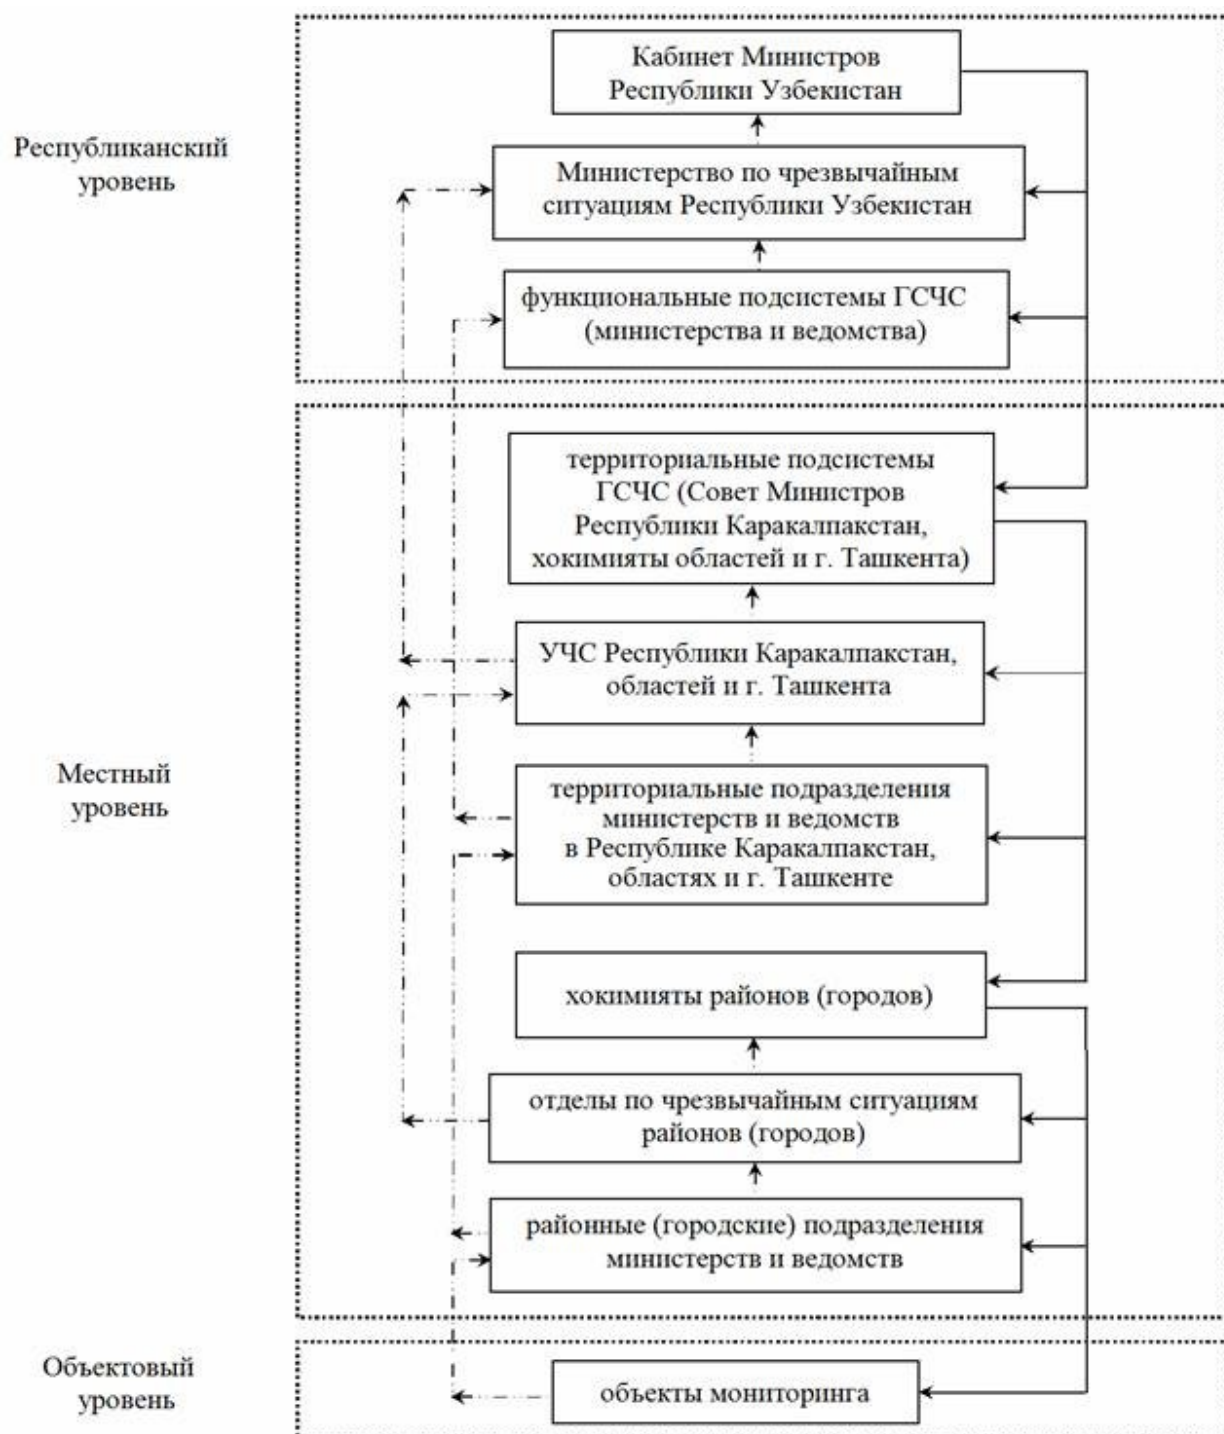 Кабинет Министров
Республики Узбекистан
Республиканский
уровень
Министерство по чрезвычайным
ситуациям Республики Узбекистан
функциональные подсистемы ГСЧС
(министерства и ведомства)
территориальные подсистемы
ГСЧС (Совет Министров
Республики Каракалпакстан,
хокимияты областей и г. Ташкента)
УЧС Республики Каракалпакстан,
областей и г. Ташкента
Местный
уровень
территориальные подразделения
министерств и ведомств
в Республике Каракалпакстан,
областях и г. Ташкенте
хокимияты районов (городов)
отделы по чрезвычайным ситуациям
районов (городов)
районные (городские) подразделения
министерств и ведомств
Объектовый
уровень
объекты мониторинга